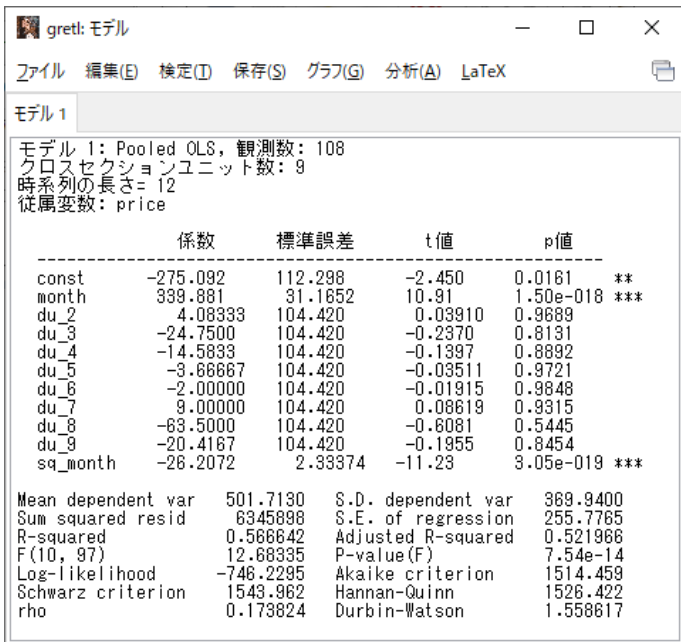 gretl: モデル
ファイル 編集(E) 検定(T) 保存(S) グラフ(G) 分析(A) LaTeX
モデル 1
モデル 1: Pooled OLS, 観測数: 108
クロスセクションユニット数: 9
時系列の長さ= 12
従属変数: price
係数 標準誤差 t値 p値
const -275.092 112.298 -2.450 0.0161 **
month 339.881 31.1652 10.91 1.50e-018 ***
du_2 4.08333 104.420 0.03910 0.9689
du_3 -24.7500 104.420 -0.2370 0.8131
du_4 -14.5833 104.420 -0.1397 0.8892
du_5 -3.66667 104.420 -0.03511 0.9721
du_6 -2.00000 104.420 -0.01915 0.9848
du_7 9.00000 104.420 0.08619 0.9315
du_8 -63.5000 104.420 -0.6081 0.5445
du_9 -20.4167 104.420 -0.1955 0.8454
sq_month -26.2072 2.33374 -11.23 3.05e-019 ***
Mean dependent var 501.7130 S.D. dependent var 369.9400
Sum squared resid 6345898 S.E. of regression 255.7765
R-squared 0.566642 Adjusted R-squared 0.521966
F(10, 97) 12.68335 P-value(F) 7.54e-14
Log-likelihood -746.2295 Akaike criterion 1514.459
Schwarz criterion 1543.962 Hannan-Quinn 1526.422
rho 0.173824 Durbin-Watson 1.558617